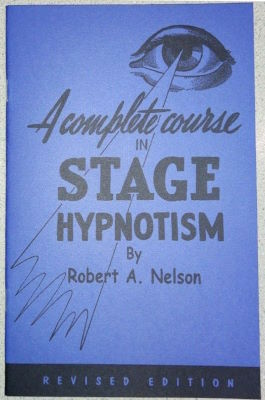 A complete course
IN
STAGE
HYPNOTISM
By
Robert A. Nelson
REVISED EDITION